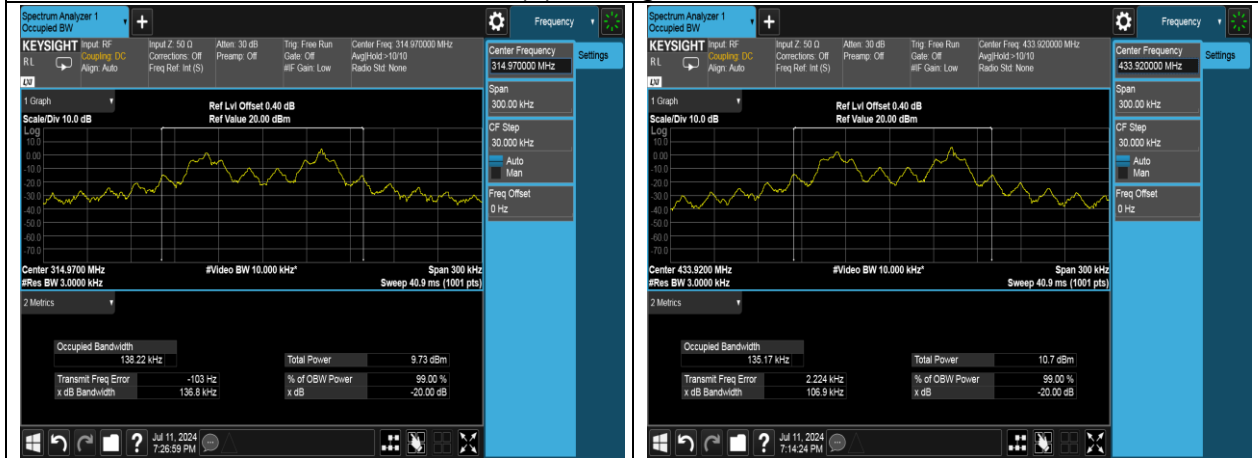 Spectrum Analyzer 1
Occupied BW
+
Frequency
KEYSIGHT
RL
LXI
Input: RF
Coupling: DC
Align: Auto
Input Z: 50 Ω
Corrections: Off
Freq Ref: Int (S)
Atten: 30 dB
Preamp: Off
Trig: Free Run
Gate: Off
#IF Gain: Low
Center Freq: 314.970000 MHz
Avg|Hold:>10/10
Radio Std: None
Center Frequency
314.970000 MHz
Settings
Span
300.00 kHz
CF Step
30.000 kHz
Auto
Man
Freq Offset
0 Hz
1 Graph
Scale/Div 10.0 dB
Ref Lvl Offset 0.40 dB
Ref Value 20.00 dBm
Log
10.0
0.00
-10.0
-20.0
-30.0
-40.0
-50.0
-60.0
-70.0
Center 314.9700 MHz
#Video BW 10.000 kHz*
Span 300 kHz
#Res BW 3.0000 kHz
Sweep 40.9 ms (1001 pts)
2 Metrics
Occupied Bandwidth
138.22 kHz
Total Power 9.73 dBm
Transmit Freq Error -103 Hz
% of OBW Power 99.00 %
x dB Bandwidth 136.8 kHz
x dB -20.00 dB
?
Jul 11, 2024
7:26:59 PM
Spectrum Analyzer 1
Occupied BW
+
Frequency
KEYSIGHT
RL
LXI
Input: RF
Coupling: DC
Align: Auto
Input Z: 50 Ω
Corrections: Off
Freq Ref: Int (S)
Atten: 30 dB
Preamp: Off
Trig: Free Run
Gate: Off
#IF Gain: Low
Center Freq: 433.920000 MHz
Avg|Hold:>10/10
Radio Std: None
Center Frequency
433.920000 MHz
Settings
Span
300.00 kHz
CF Step
30.000 kHz
Auto
Man
Freq Offset
0 Hz
1 Graph
Scale/Div 10.0 dB
Ref Lvl Offset 0.40 dB
Ref Value 20.00 dBm
Log
10.0
0.00
-10.0
-20.0
-30.0
-40.0
-50.0
-60.0
-70.0
Center 433.9200 MHz
#Video BW 10.000 kHz*
Span 300 kHz
#Res BW 3.0000 kHz
Sweep 40.9 ms (1001 pts)
2 Metrics
Occupied Bandwidth
135.17 kHz
Total Power 10.7 dBm
Transmit Freq Error 2.224 kHz
% of OBW Power 99.00 %
x dB Bandwidth 106.9 kHz
x dB -20.00 dB
?
Jul 11, 2024
7:14:24 PM